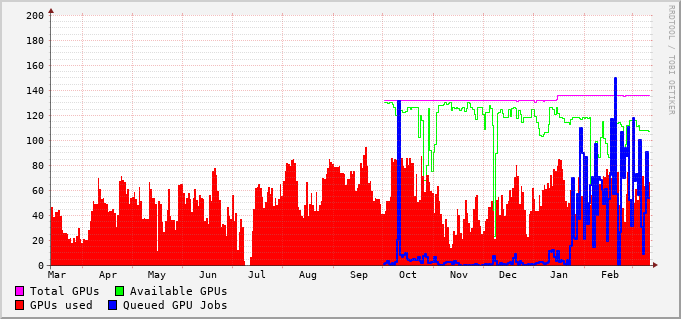 200
180
160
140
120
100
80
60
40
20
0
Mar Apr May Jun Jul Aug Sep Oct Nov Dec Jan Feb
Total GPUs Available GPUs
GPUs used Queued GPU Jobs
RRDTOOL / TOBI OETIKER